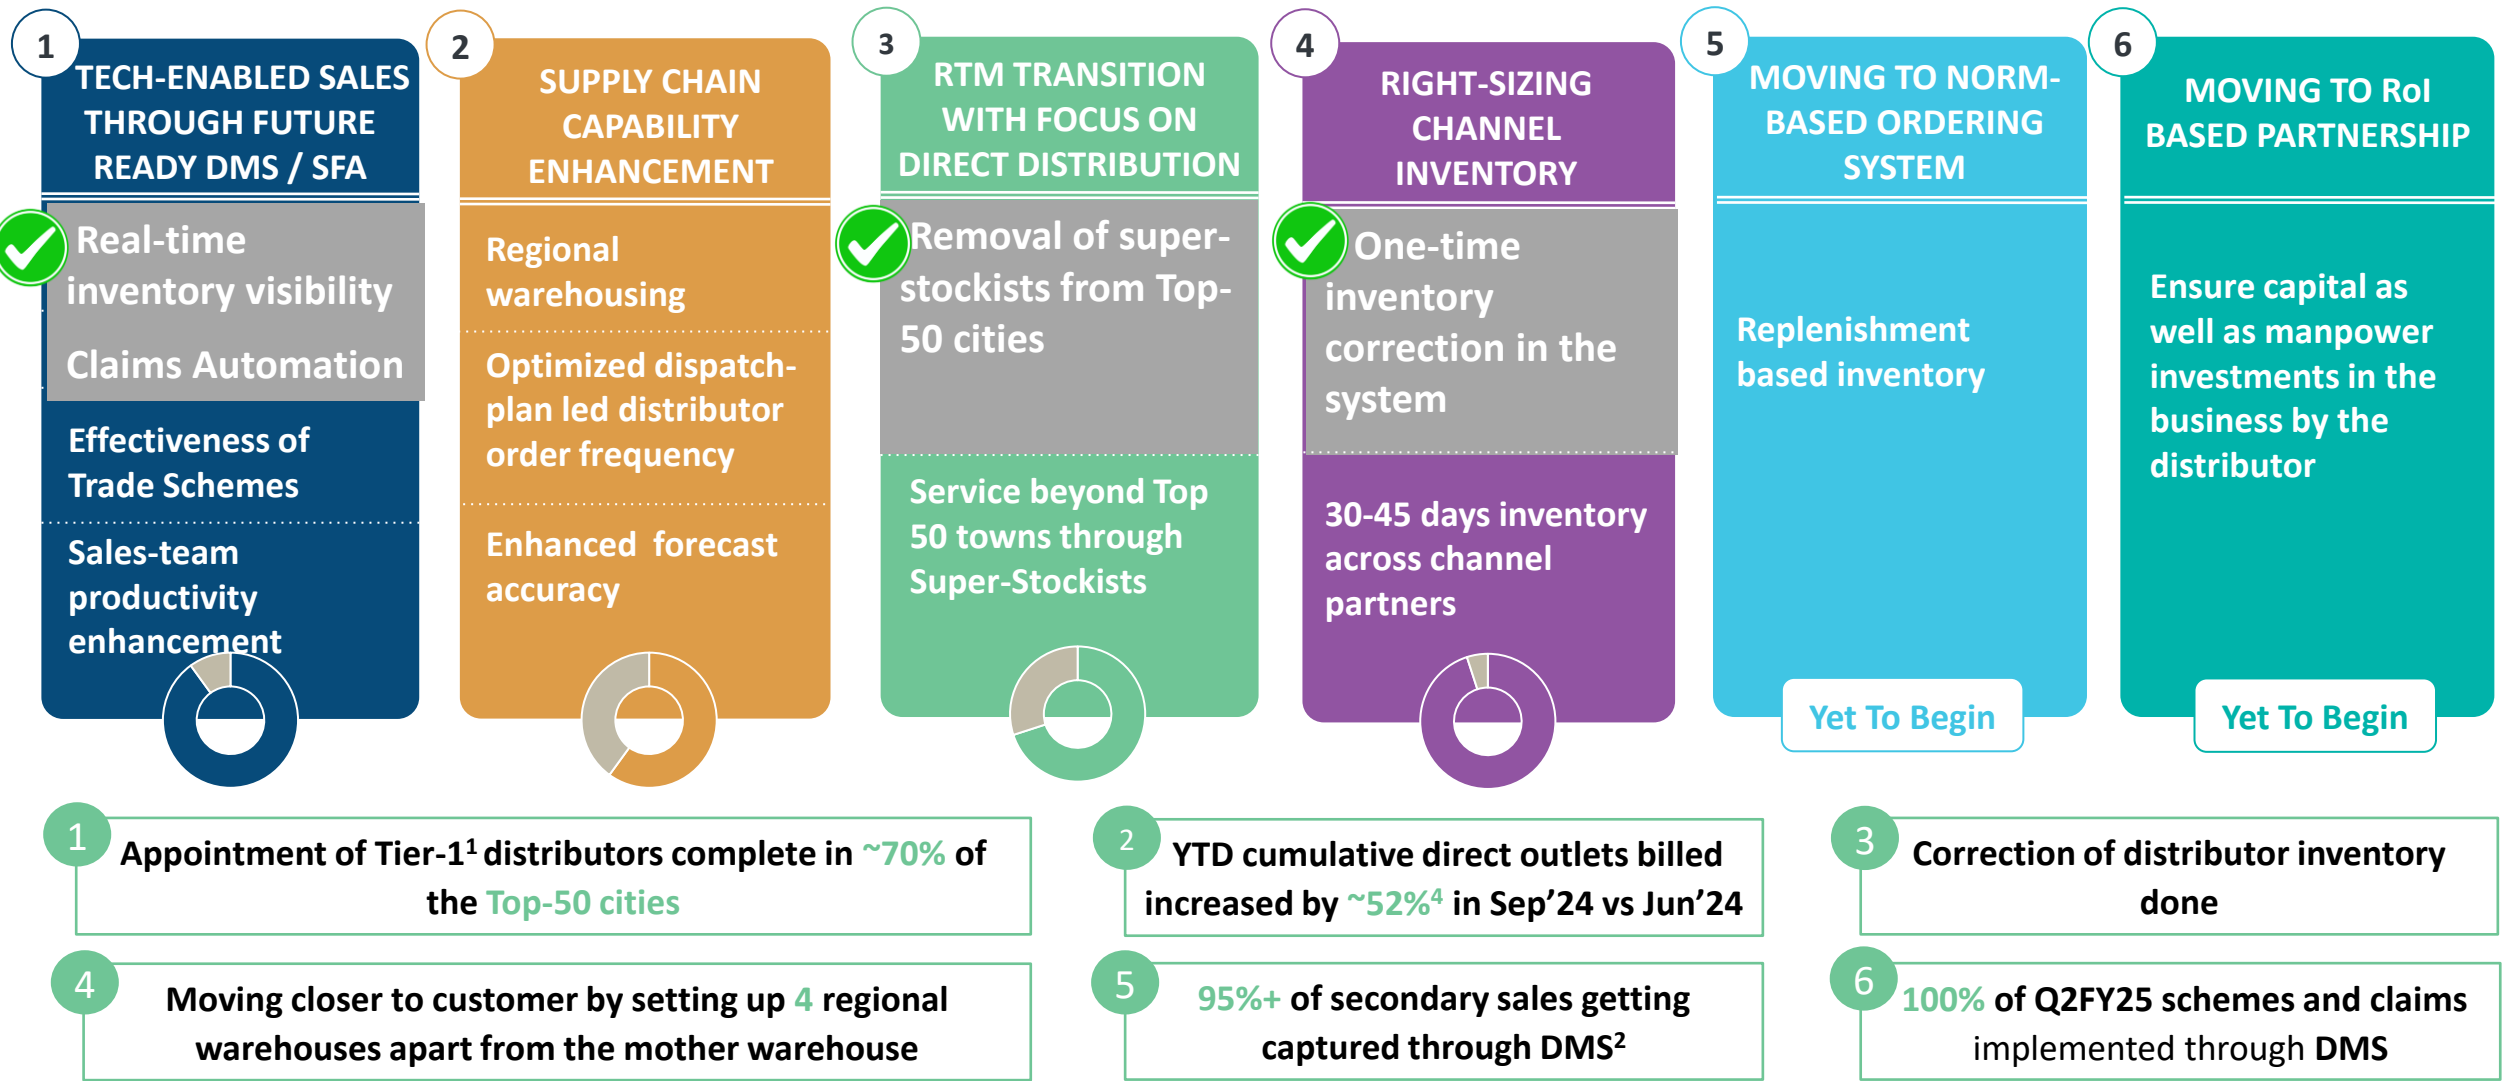 1
TECH-ENABLED SALES
THROUGH FUTURE
READY DMS / SFA
Real-time
inventory visibility
Claims Automation
Effectiveness of
Trade Schemes
Sales-team
productivity
enhancement
2
SUPPLY CHAIN
CAPABILITY
ENHANCEMENT
Regional
warehousing
Optimized dispatch-
plan led distributor
order frequency
Enhanced forecast
accuracy
3
RTM TRANSITION
WITH FOCUS ON
DIRECT DISTRIBUTION
Removal of super-
stockists from Top-
50 cities
Service beyond Top
50 towns through
Super-Stockists
4
RIGHT-SIZING
CHANNEL
INVENTORY
One-time
inventory
correction in the
system
30-45 days inventory
across channel
partners
5
MOVING TO NORM-
BASED ORDERING
SYSTEM
Replenishment
based inventory
Yet To Begin
6
MOVING TO RoI
BASED PARTNERSHIP
Ensure capital as
well as manpower
investments in the
business by the
distributor
Yet To Begin
1
Appointment of Tier-1¹ distributors complete in ~70% of
the Top-50 cities
2
YTD cumulative direct outlets billed
increased by ~52%⁴ in Sep’24 vs Jun’24
3
Correction of distributor inventory
done
4
Moving closer to customer by setting up 4 regional
warehouses apart from the mother warehouse
5
95%+ of secondary sales getting
captured through DMS²
6
100% of Q2FY25 schemes and claims
implemented through DMS